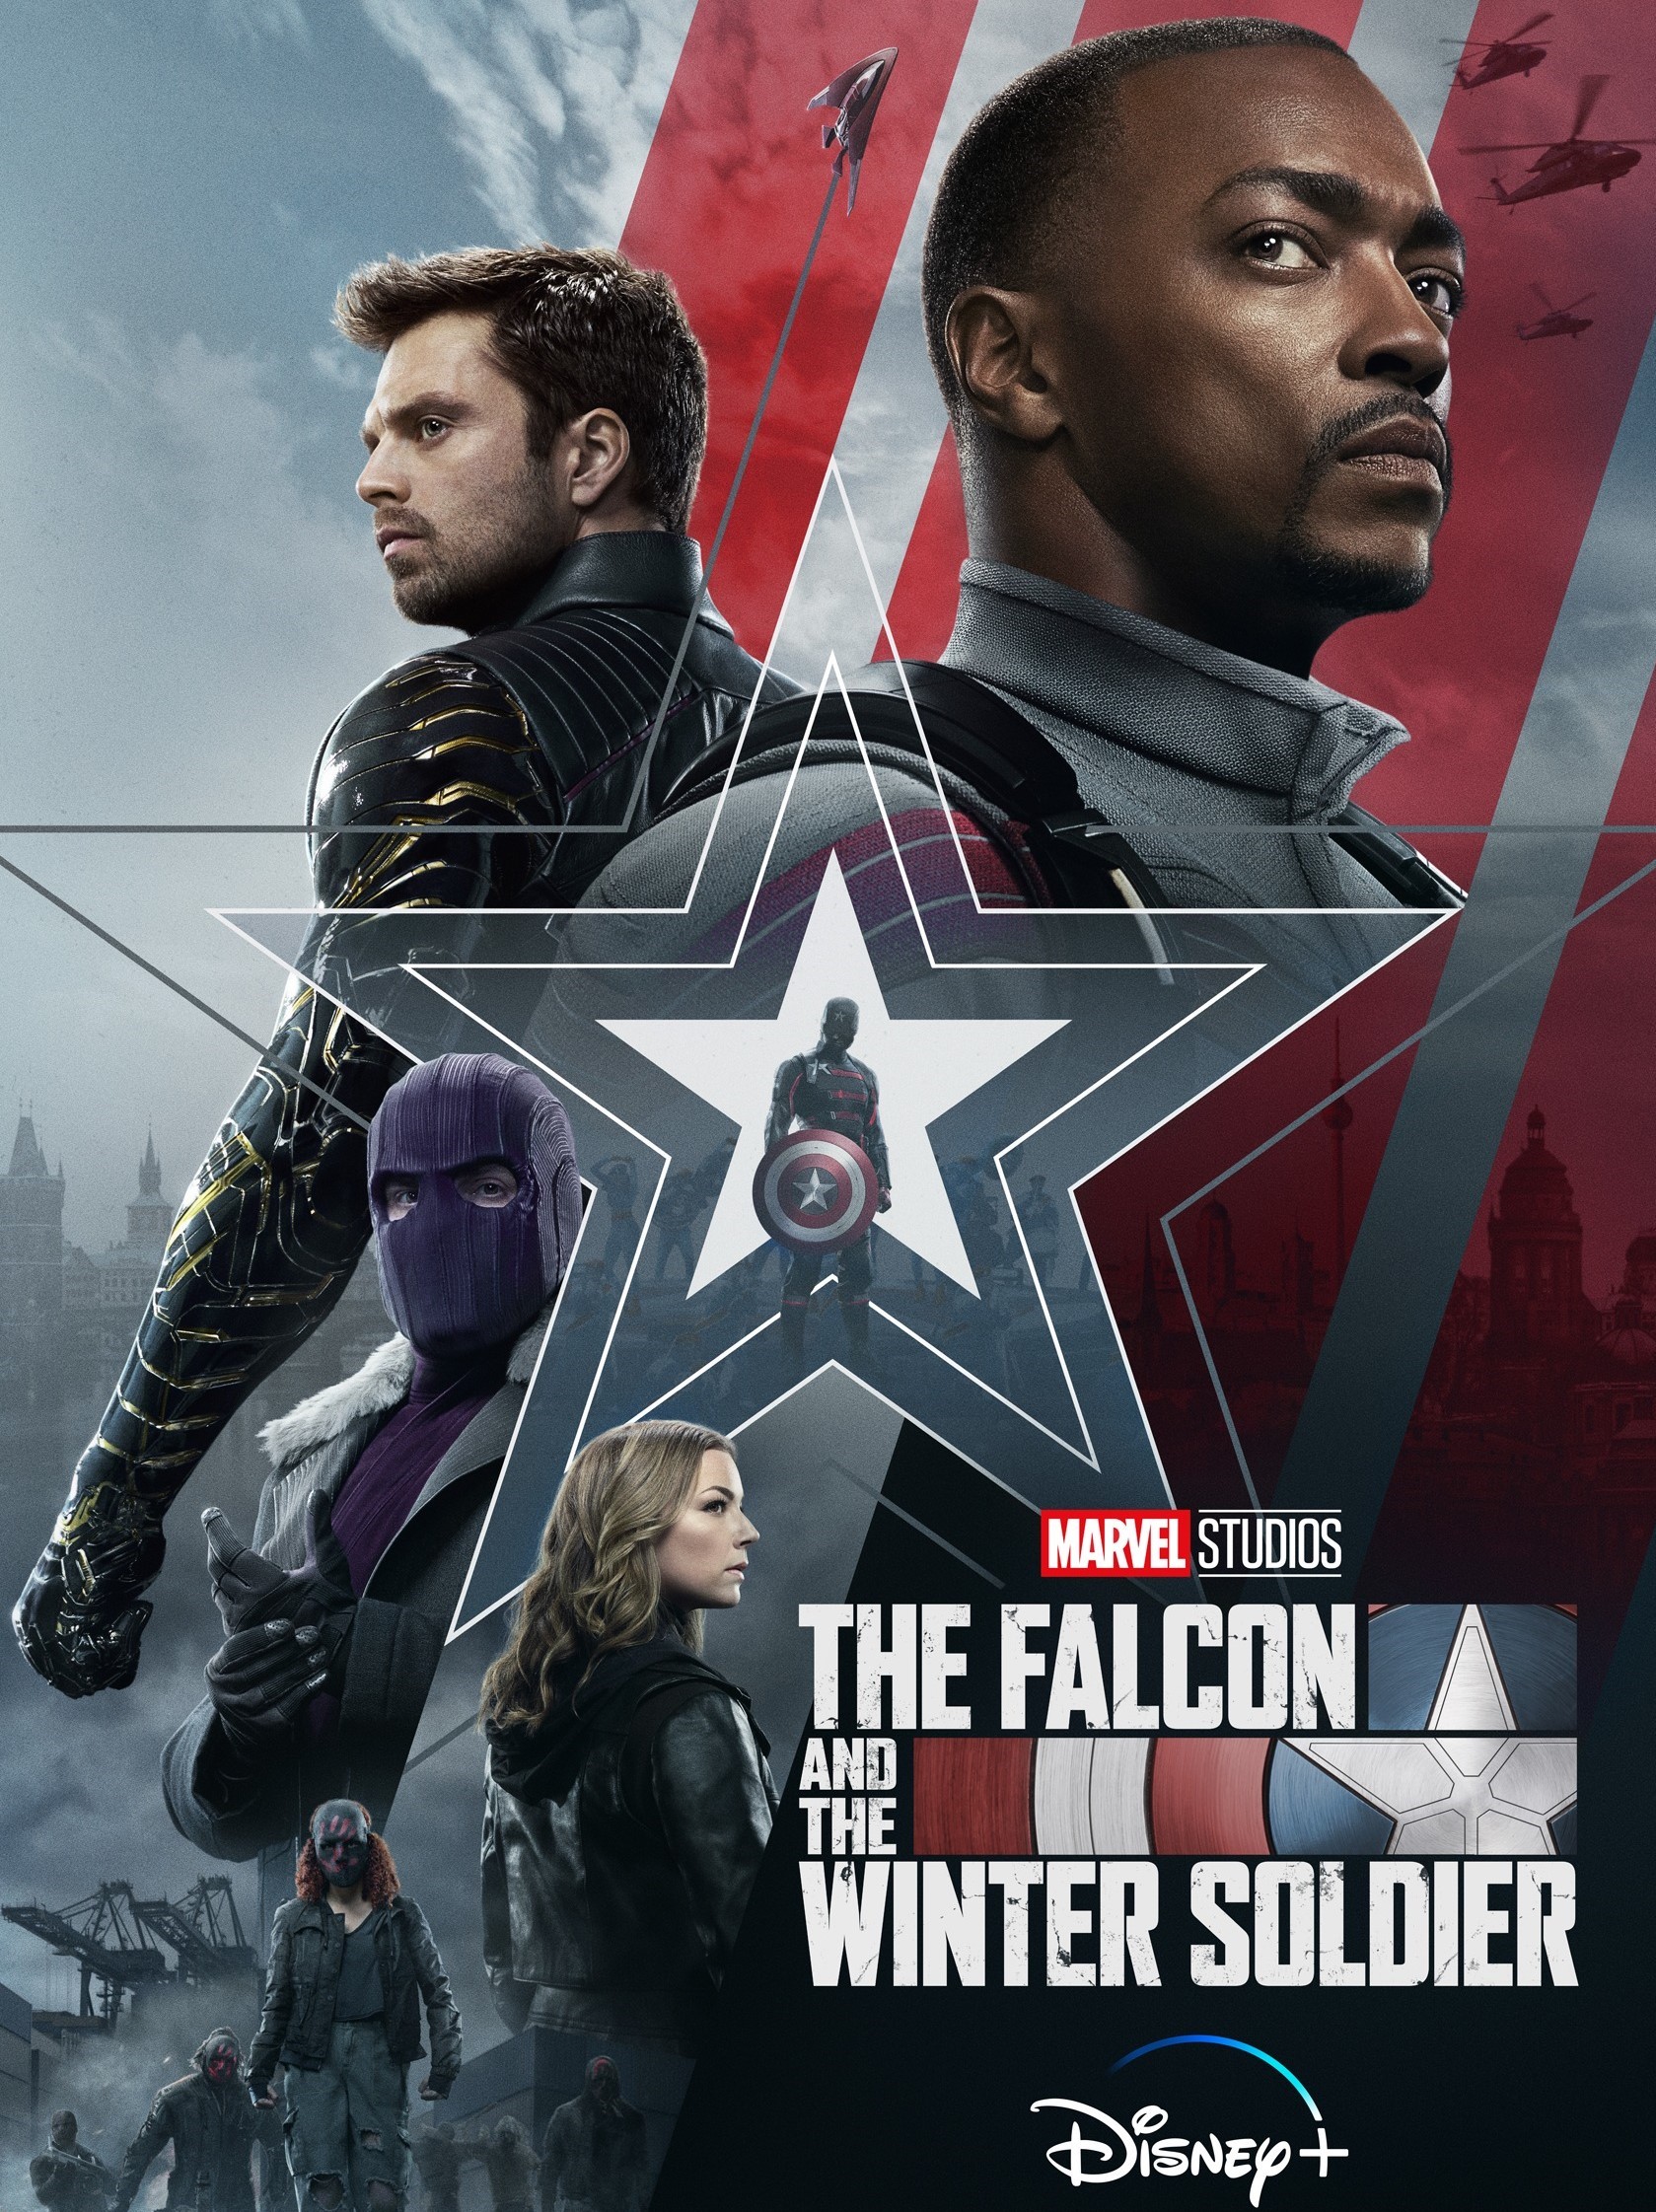 MARVEL STUDIOS
THE FALCON
AND
THE
WINTER SOLDIER
Disney+